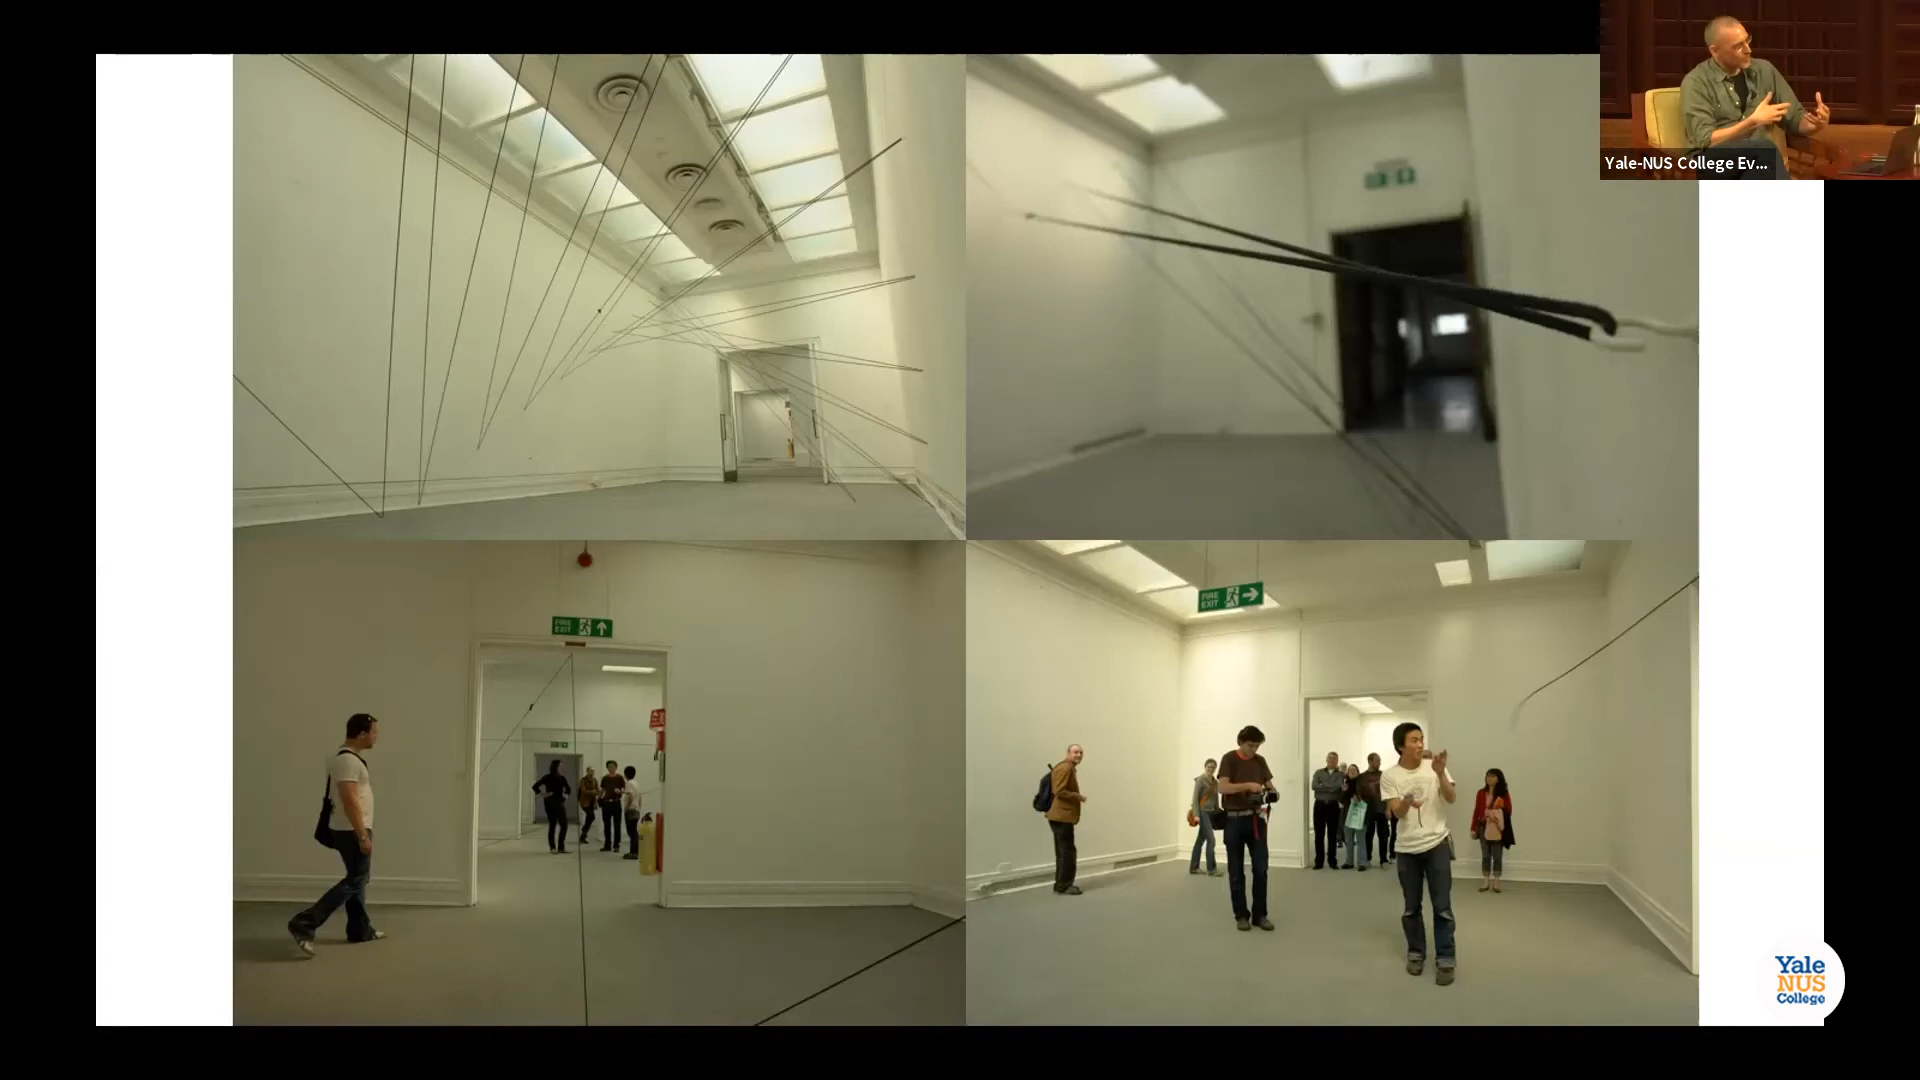 Yale-NUS College Ev...
FIRE
EXIT
FIRE
EXIT
Yale
NUS
College